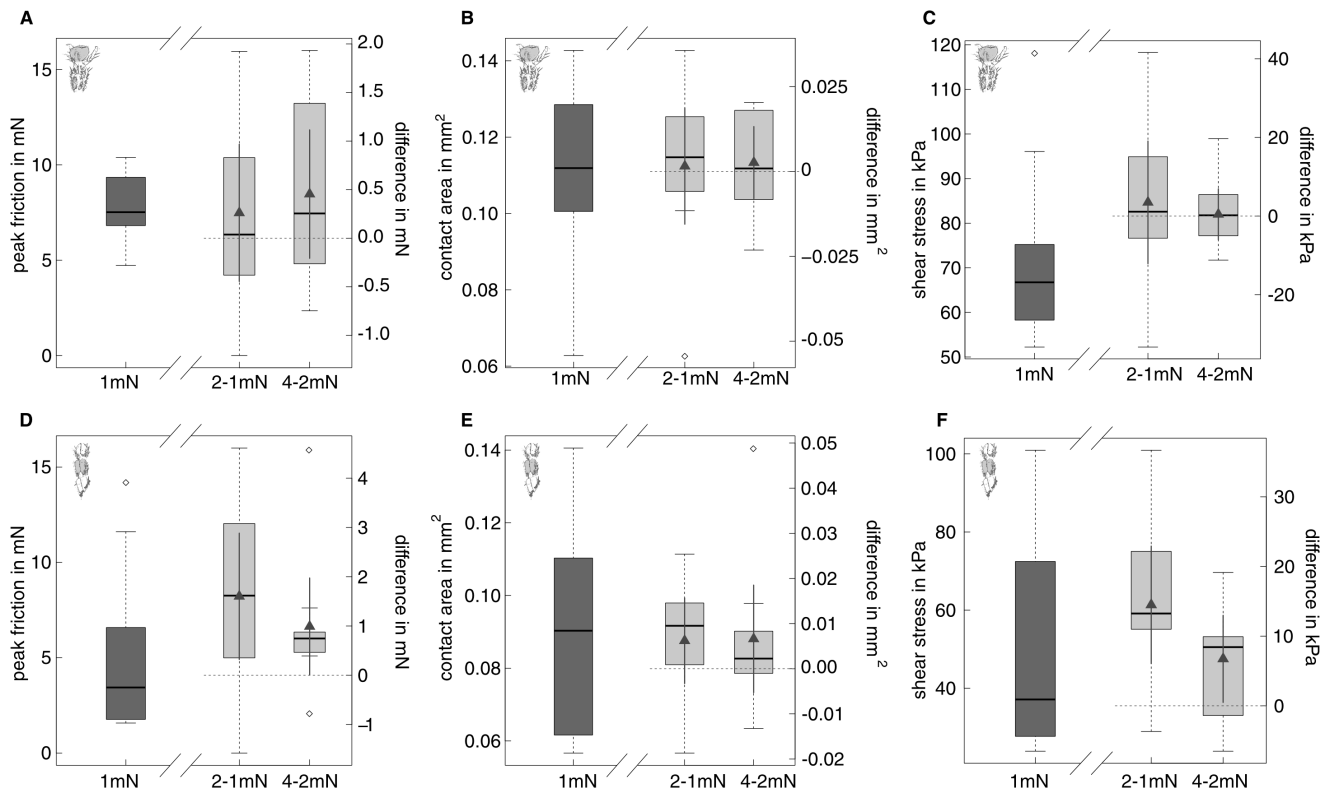 A
peak friction in mN
15
10
5
0
2.0
1.5
1.0
0.5
0.0
-0.5
-1.0
difference in mN
1mN
2-1mN
4-2mN
B
contact area in mm2
0.14
0.12
0.10
0.08
0.06
0.025
0
-0.025
-0.05
difference in mm2
1mN
2-1mN
4-2mN
C
shear stress in kPa
120
110
100
90
80
70
60
50
40
20
0
-20
difference in kPa
1mN
2-1mN
4-2mN
D
peak friction in mN
15
10
5
0
4
3
2
1
0
–1
difference in mN
1mN
2-1mN
4-2mN
E
contact area in mm2
0.14
0.12
0.10
0.08
0.06
0.05
0.04
0.03
0.02
0.01
0.00
-0.01
-0.02
difference in mm2
1mN
2-1mN
4-2mN
F
shear stress in kPa
100
80
60
40
30
20
10
0
difference in kPa
1mN
2-1mN
4-2mN